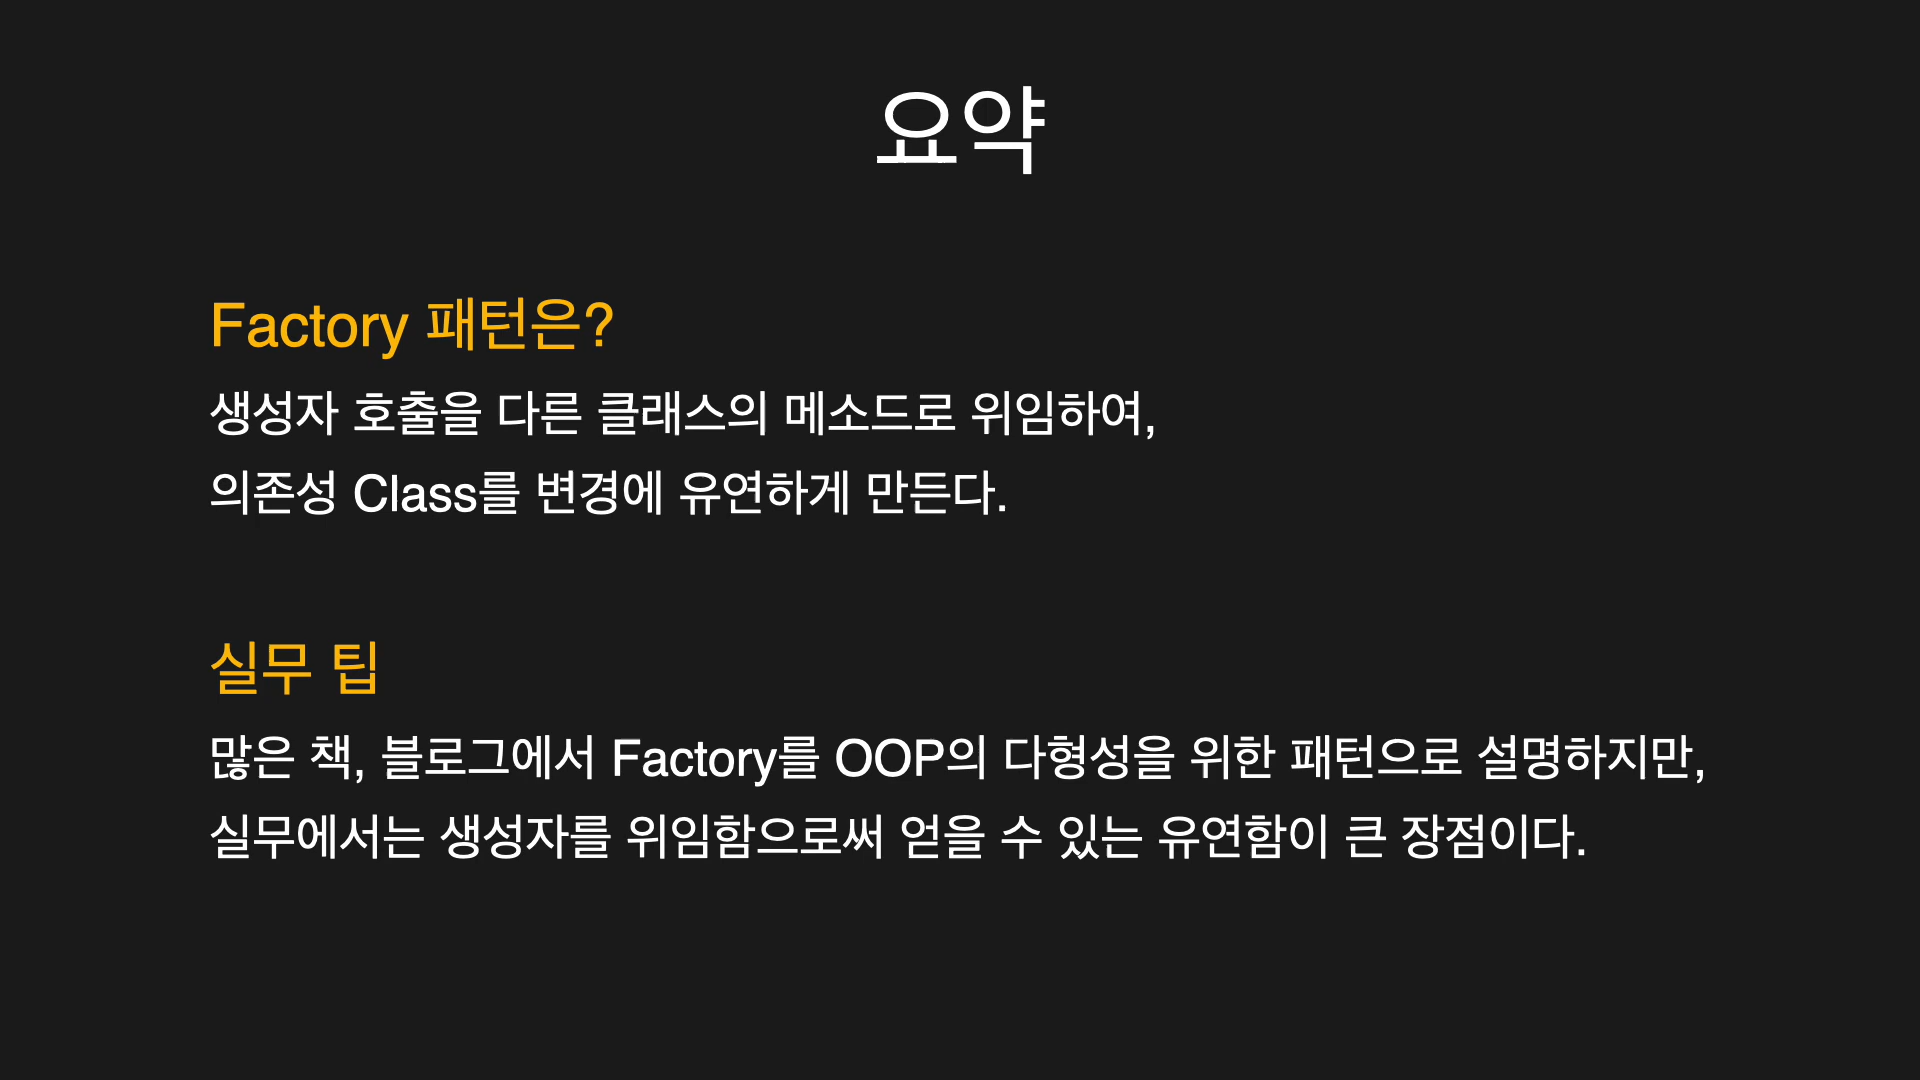 요약
Factory 패턴은?
생성자 호출을 다른 클래스의 메소드로 위임하여,
의존성 Class를 변경에 유연하게 만든다.
실무 팁
많은 책, 블로그에서 Factory를 OOP의 다형성을 위한 패턴으로 설명하지만,
실무에서는 생성자를 위임함으로써 얻을 수 있는 유연함이 큰 장점이다.